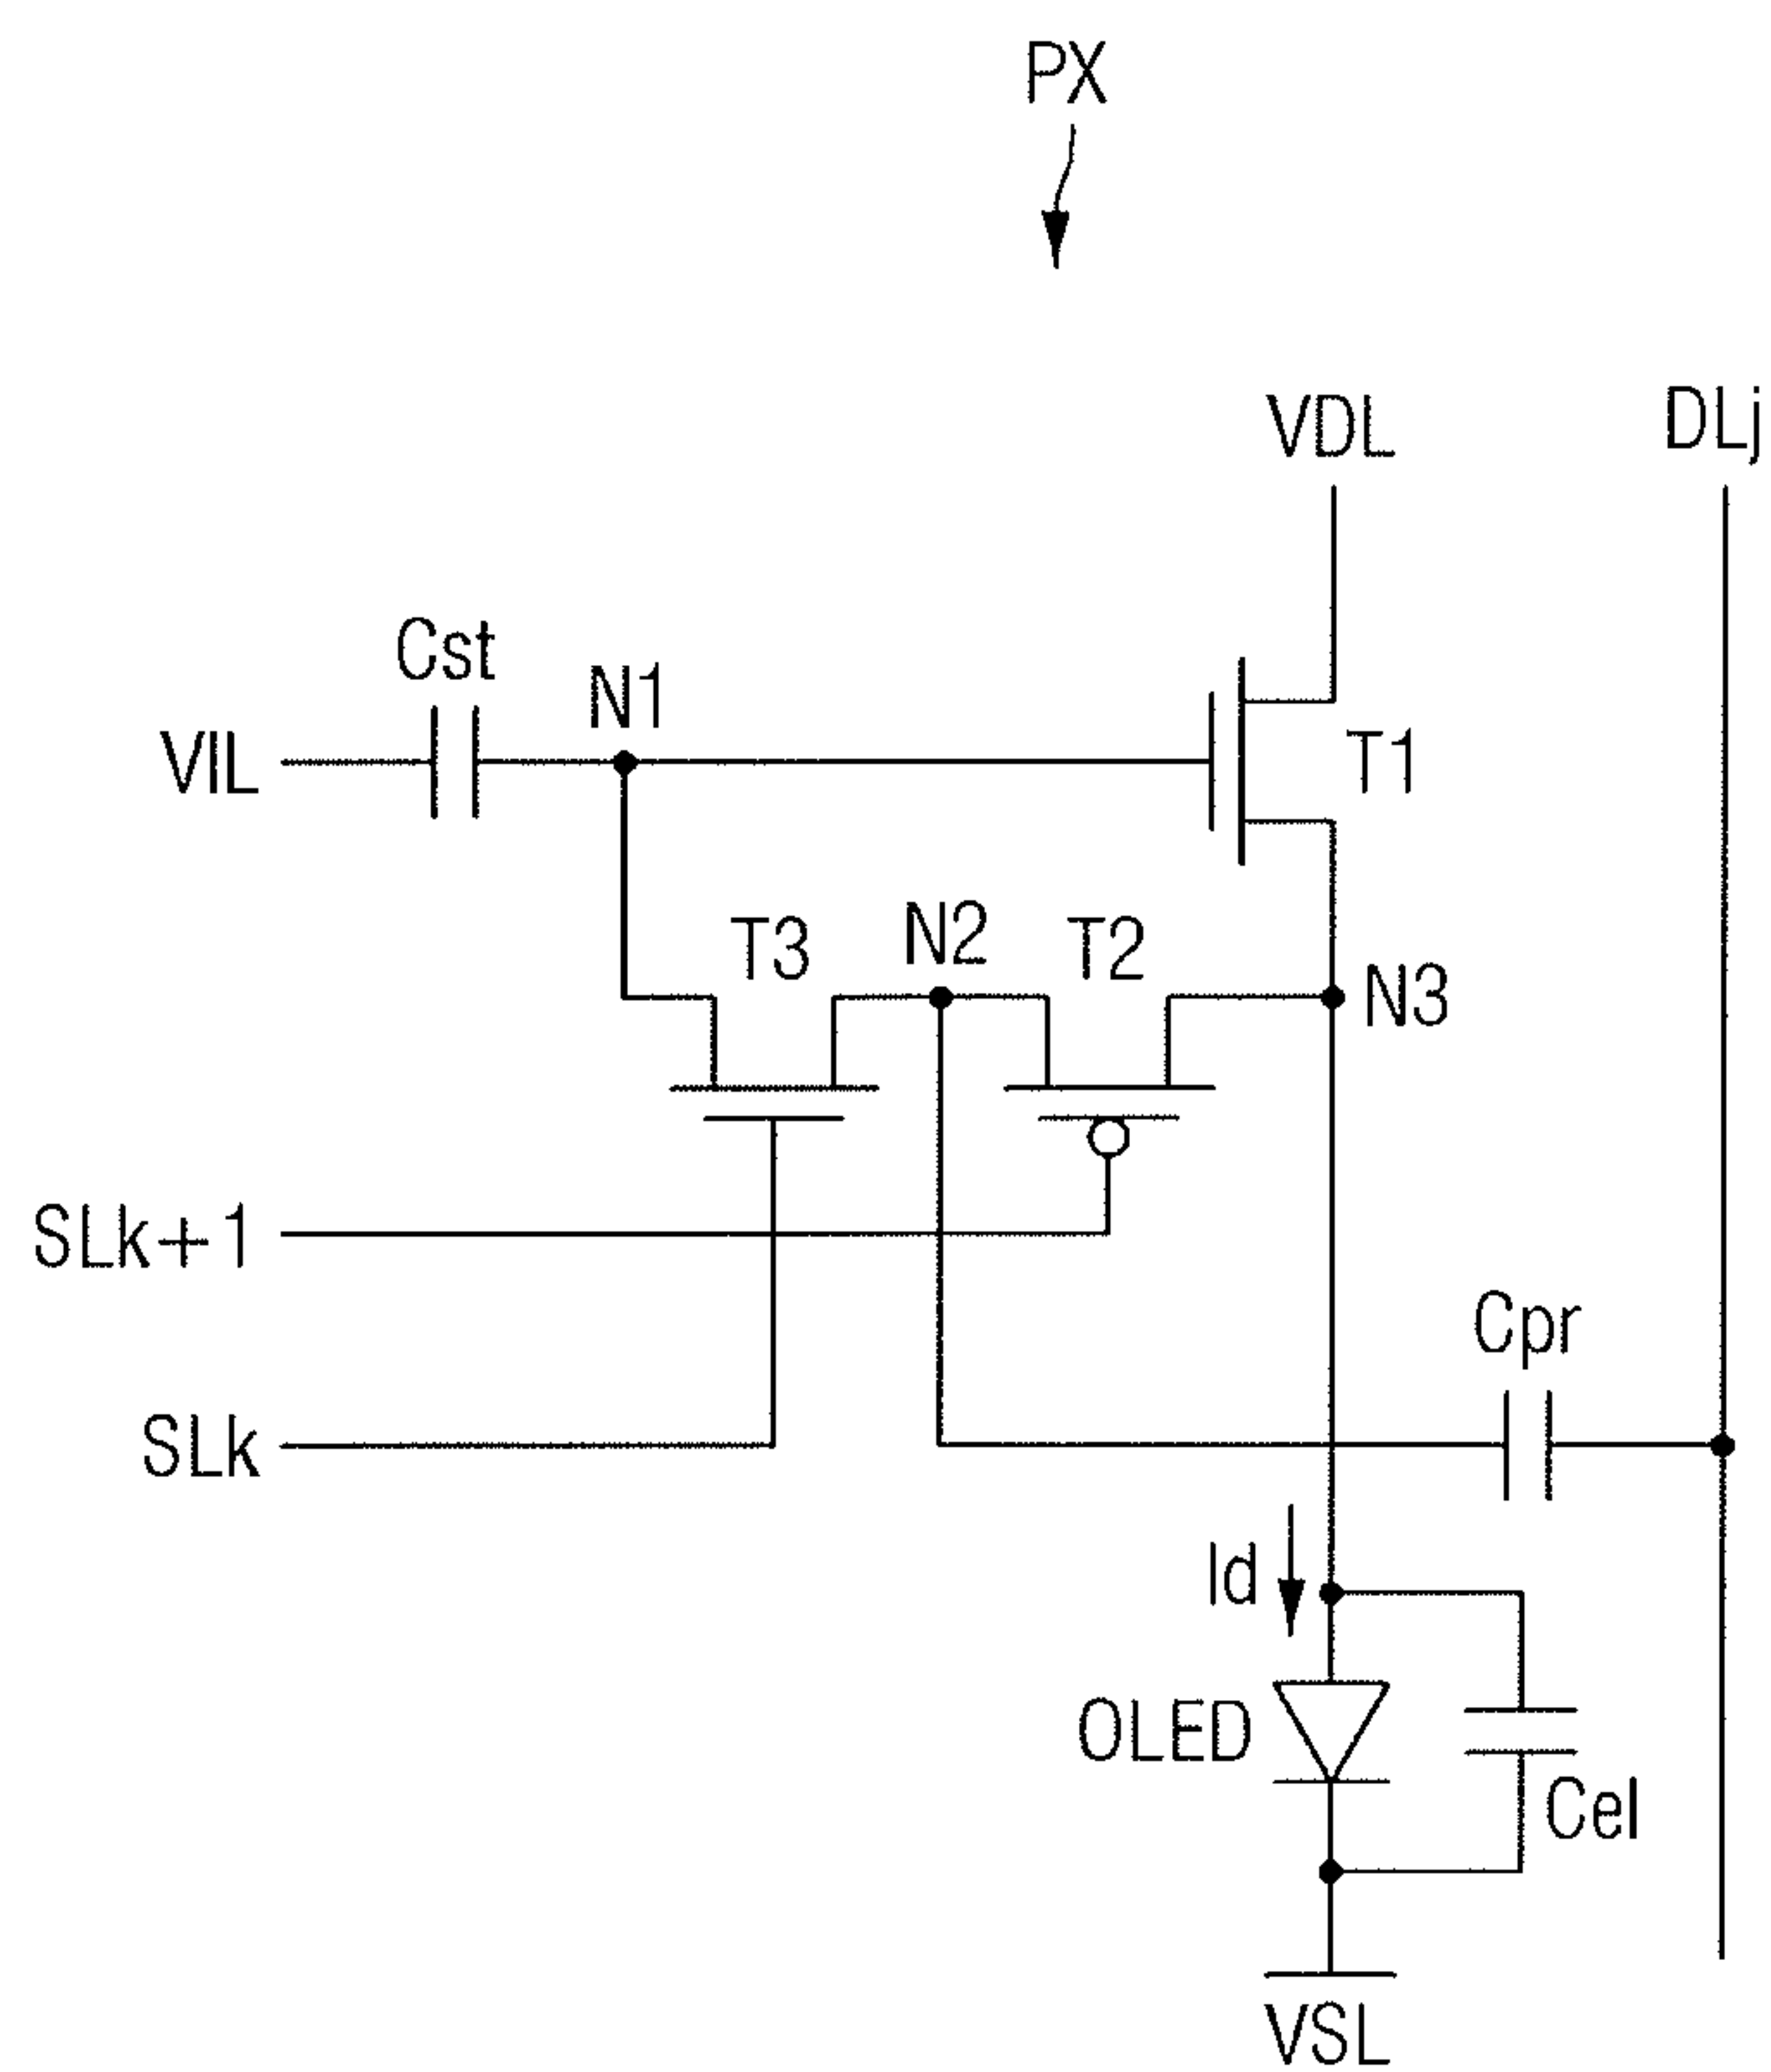 PX
VDL
DLj
Cst
N1
VIL
T1
T3
N2
T2
N3
SLk+1
Cpr
SLk
Id
OLED
Cel
VSL